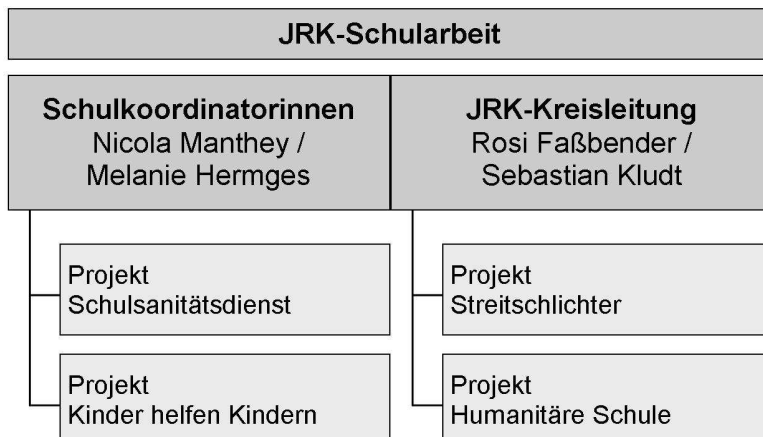 JRK-Schularbeit
Schulkoordinatorinnen
Nicola Manthey /
Melanie Hermges
JRK-Kreisleitung
Rosi Faßbender /
Sebastian Kludt
Projekt
Schulsanitätsdienst
Projekt
Kinder helfen Kindern
Projekt
Streitschlichter
Projekt
Humanitäre Schule